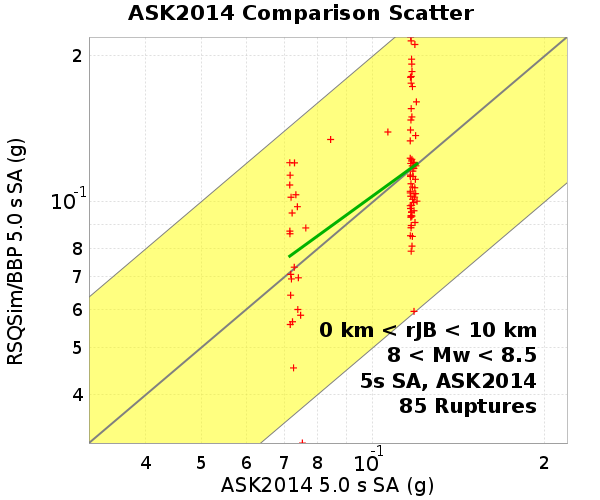 ASK2014 Comparison Scatter
RSQSim/BBP 5.0 s SA (g)
2
10^-1
8
7
6
5
4
0 km < rJB < 10 km
8 < Mw < 8.5
5s SA, ASK2014
85 Ruptures
4 5 6 7 8 10^-1 2
ASK2014 5.0 s SA (g)